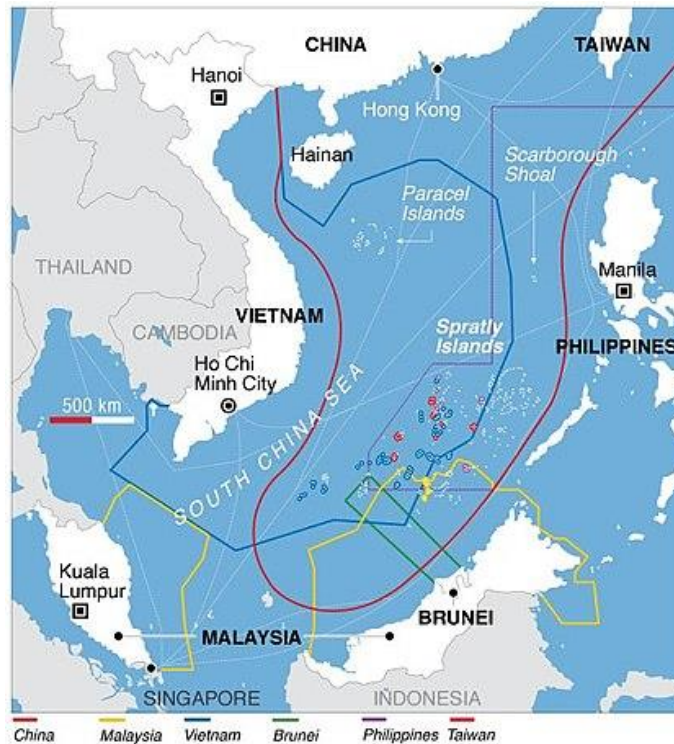 CHINA
TAIWAN
Hanoi
Hong Kong
Hainan
Scarborough
Shoal
Paracel
Islands
THAILAND
Manila
VIETNAM
CAMBODIA
Spratly
Islands
PHILIPPINES
Ho Chi
Minh City
500 km
SOUTH CHINA SEA
Kuala
Lumpur
MALAYSIA
BRUNEI
SINGAPORE
INDONESIA
China
Malaysia
Vietnam
Brunei
Philippines
Taiwan